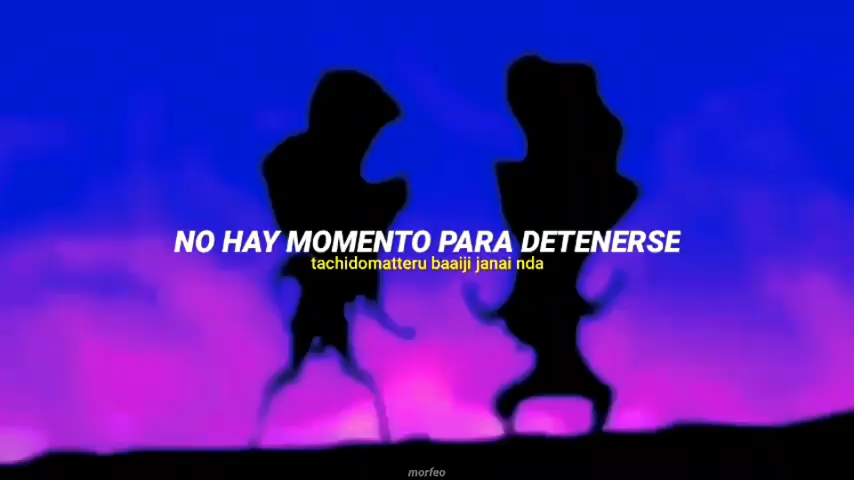 NO HAY MOMENTO PARA DETENERSE
tachidomatteru baaiji janai nda
morfeo